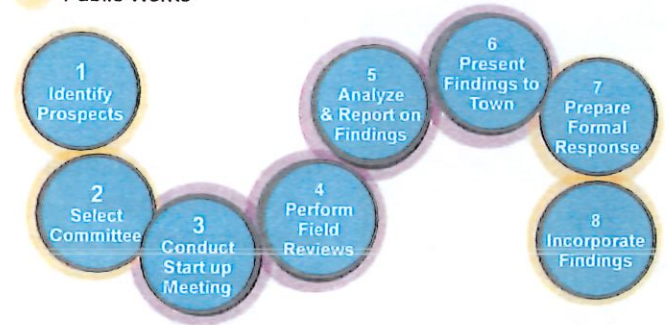 Public Works
1
Identify
Prospects
2
Select
Committee
3
Conduct
Start up
Meeting
4
Perform
Field
Reviews
5
Analyze
& Report on
Findings
6
Present
Findings to
Town
7
Prepare
Formal
Response
8
Incorporate
Findings